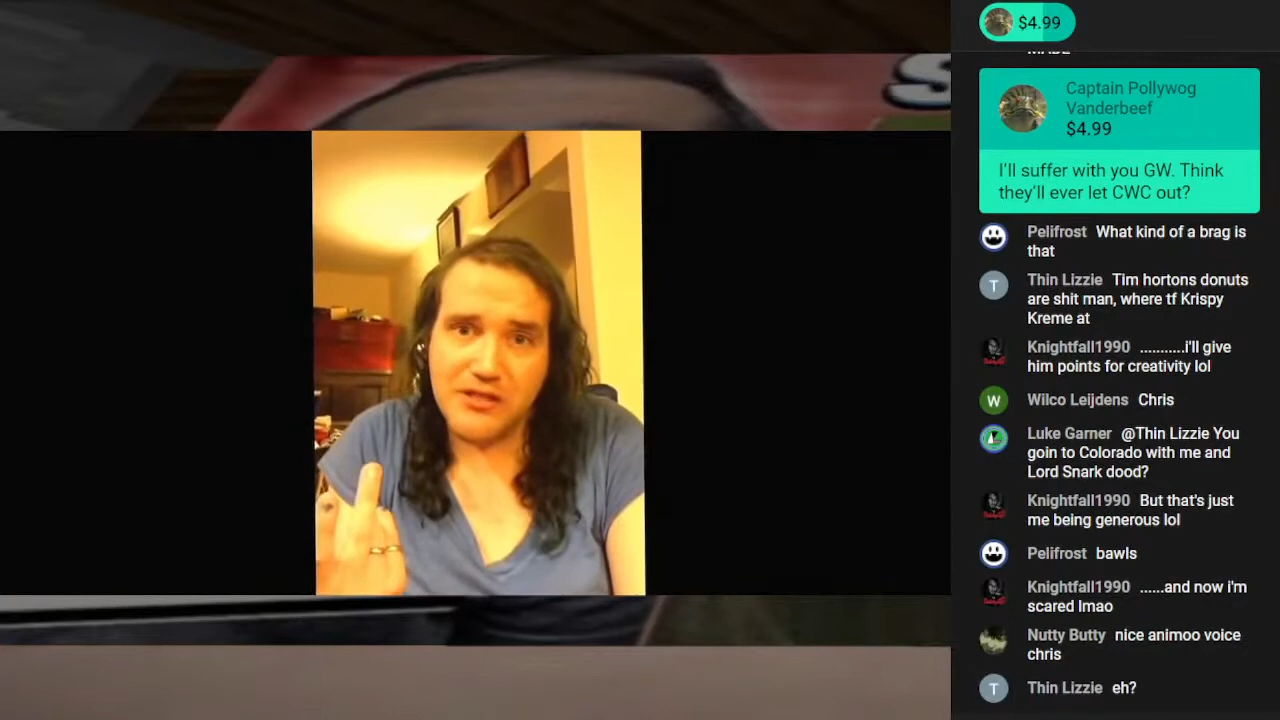 $4.99
S
MADE
Captain Pollywog
Vanderbeef
$4.99
I'll suffer with you GW. Think
they'll ever let CWC out?
Pelifrost What kind of a brag is
that
T
Thin Lizzie Tim hortons donuts
are shit man, where tf Krispy
Kreme at
Knightfall1990 ...........i'll give
him points for creativity lol
W
Wilco Leijdens Chris
Luke Garner @Thin Lizzie You
goin to Colorado with me and
Lord Snark dood?
Knightfall1990 But that's just
me being generous lol
Pelifrost bawls
Knightfall1990 ......and now i'm
scared lmao
Nutty Butty nice animoo voice
chris
T
Thin Lizzie eh?